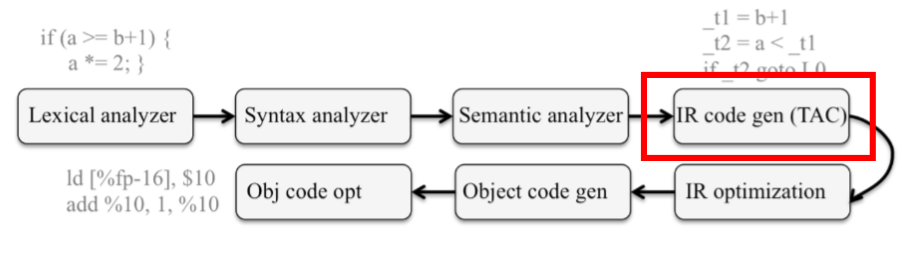 if (a >= b+1) {
a *= 2; }
_t1 = b+1
_t2 = a < _t1
if _t2 goto L0
Lexical analyzer
Syntax analyzer
Semantic analyzer
IR code gen (TAC)
ld [%fp-16], $10
add %10, 1, %10
Obj code opt
Object code gen
IR optimization